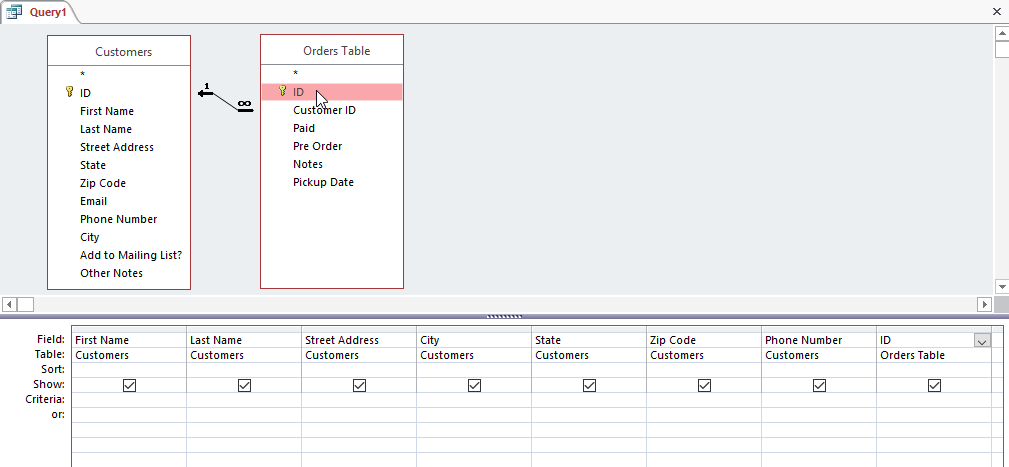 Query1
Customers
*
ID
First Name
Last Name
Street Address
State
Zip Code
Email
Phone Number
City
Add to Mailing List?
Other Notes
1
∞
Orders Table
*
ID
Customer ID
Paid
Pre Order
Notes
Pickup Date
Field: First Name Last Name Street Address City State Zip Code Phone Number ID
Table: Customers Customers Customers Customers Customers Customers Customers Orders Table
Sort:
Show:
Criteria:
or: